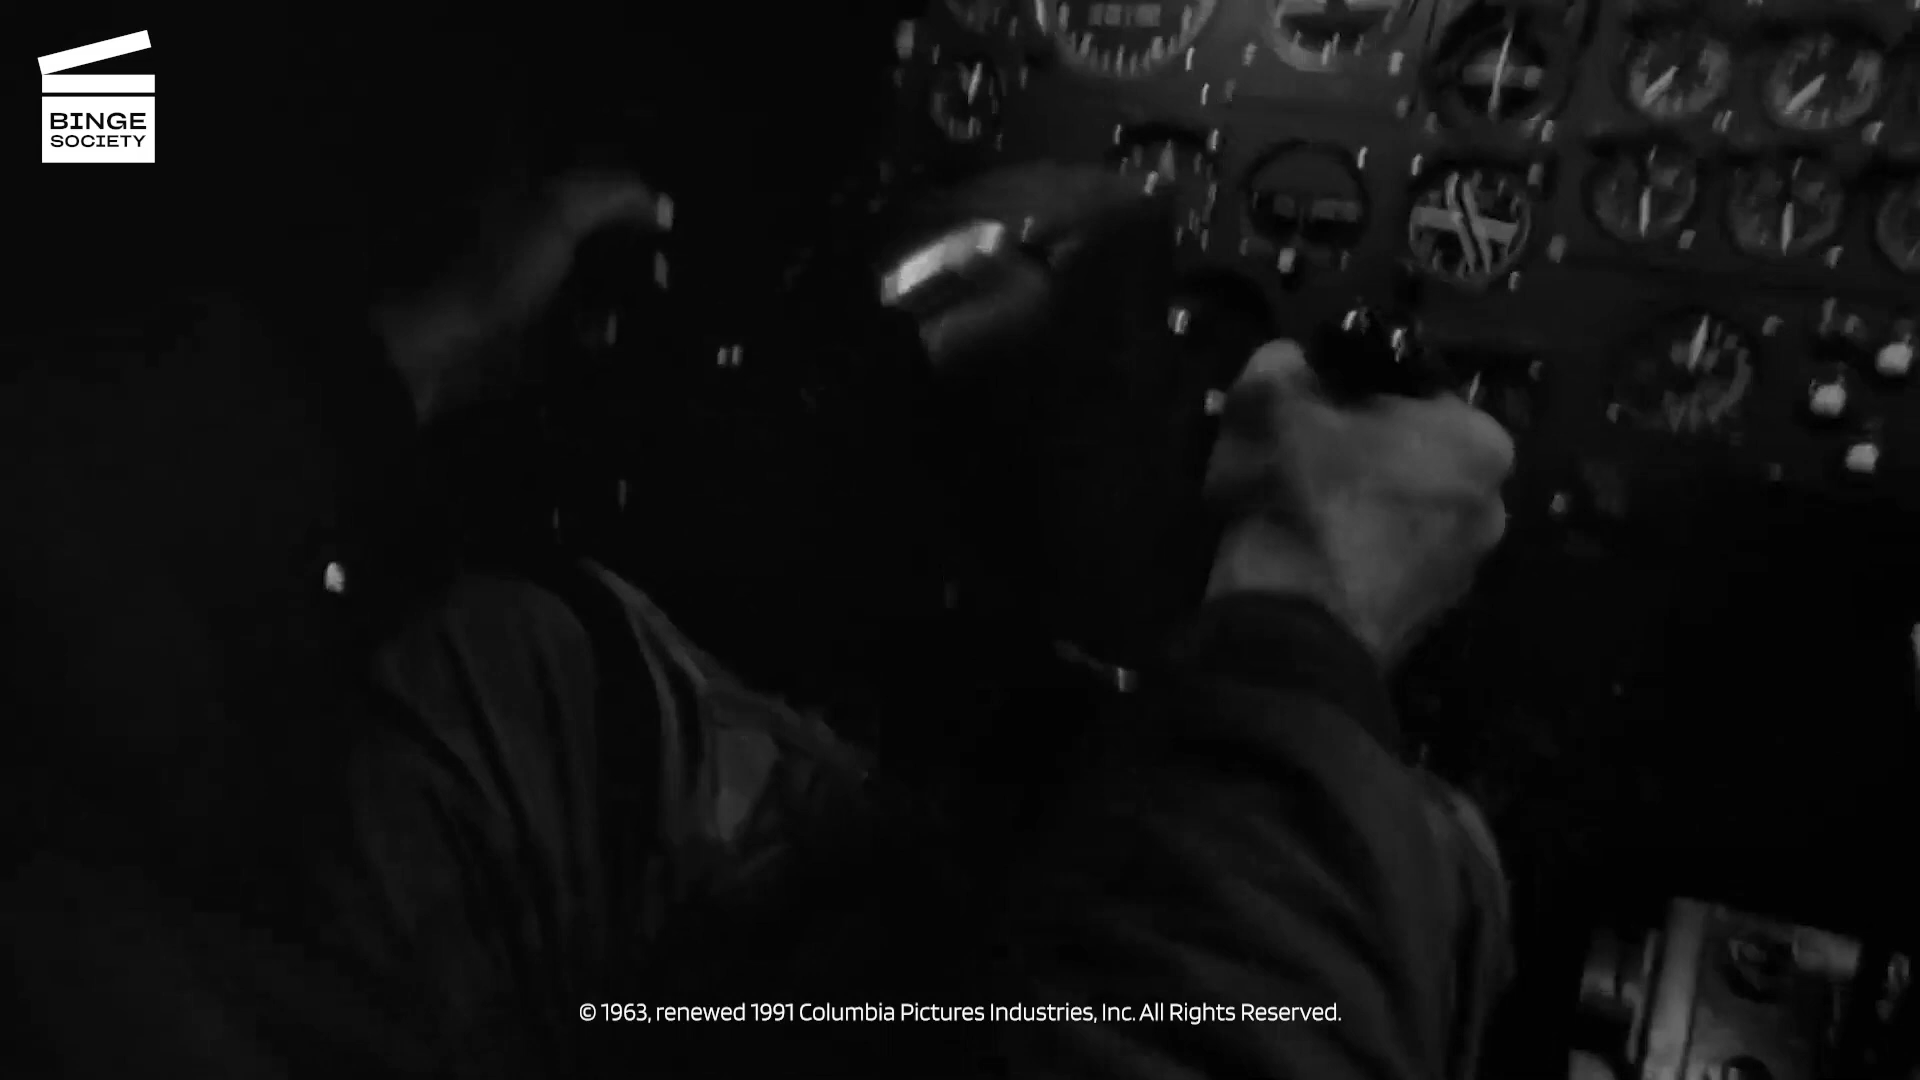 BINGE
SOCIETY
© 1963, renewed 1991 Columbia Pictures Industries, Inc. All Rights Reserved.